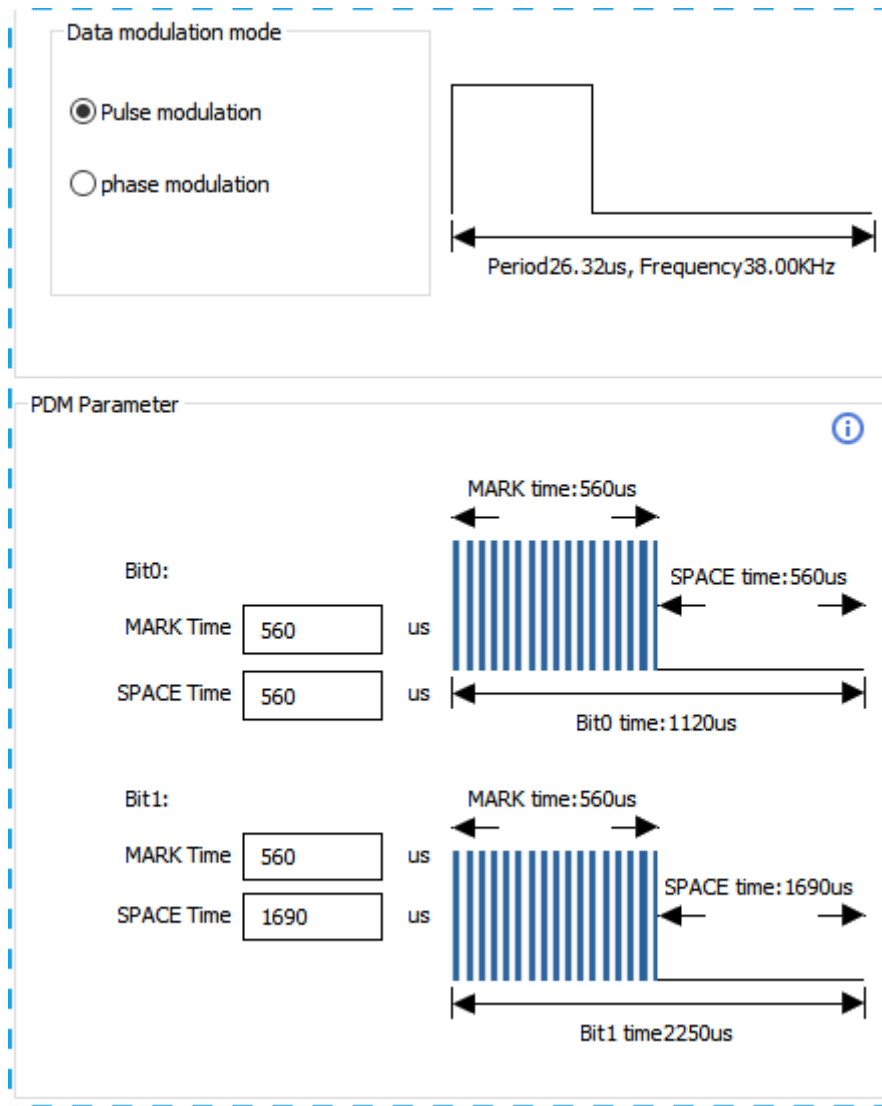 Data modulation mode
Pulse modulation
phase modulation
Period26.32us, Frequency38.00KHz
PDM Parameter
MARK time:560us
Bit0:
SPACE time:560us
MARK Time 560 us
SPACE Time 560 us
Bit0 time:1120us
Bit1:
MARK time:560us
MARK Time 560 us
SPACE time:1690us
SPACE Time 1690 us
Bit1 time2250us